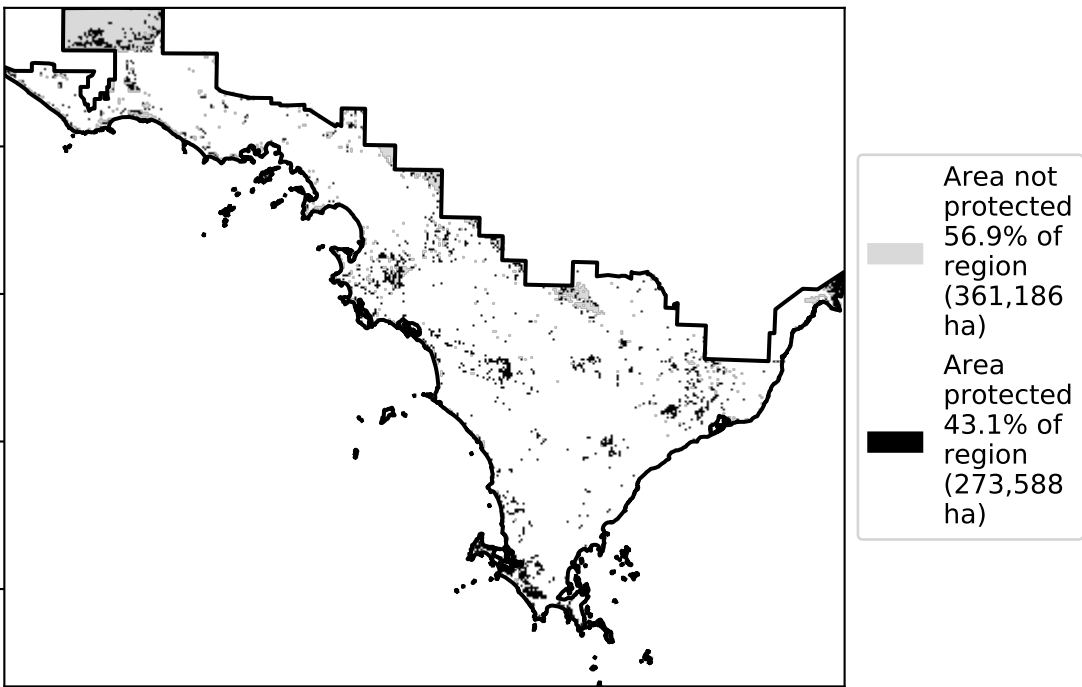 Area not
protected
56.9% of
region
(361,186
ha)
Area
protected
43.1% of
region
(273,588
ha)